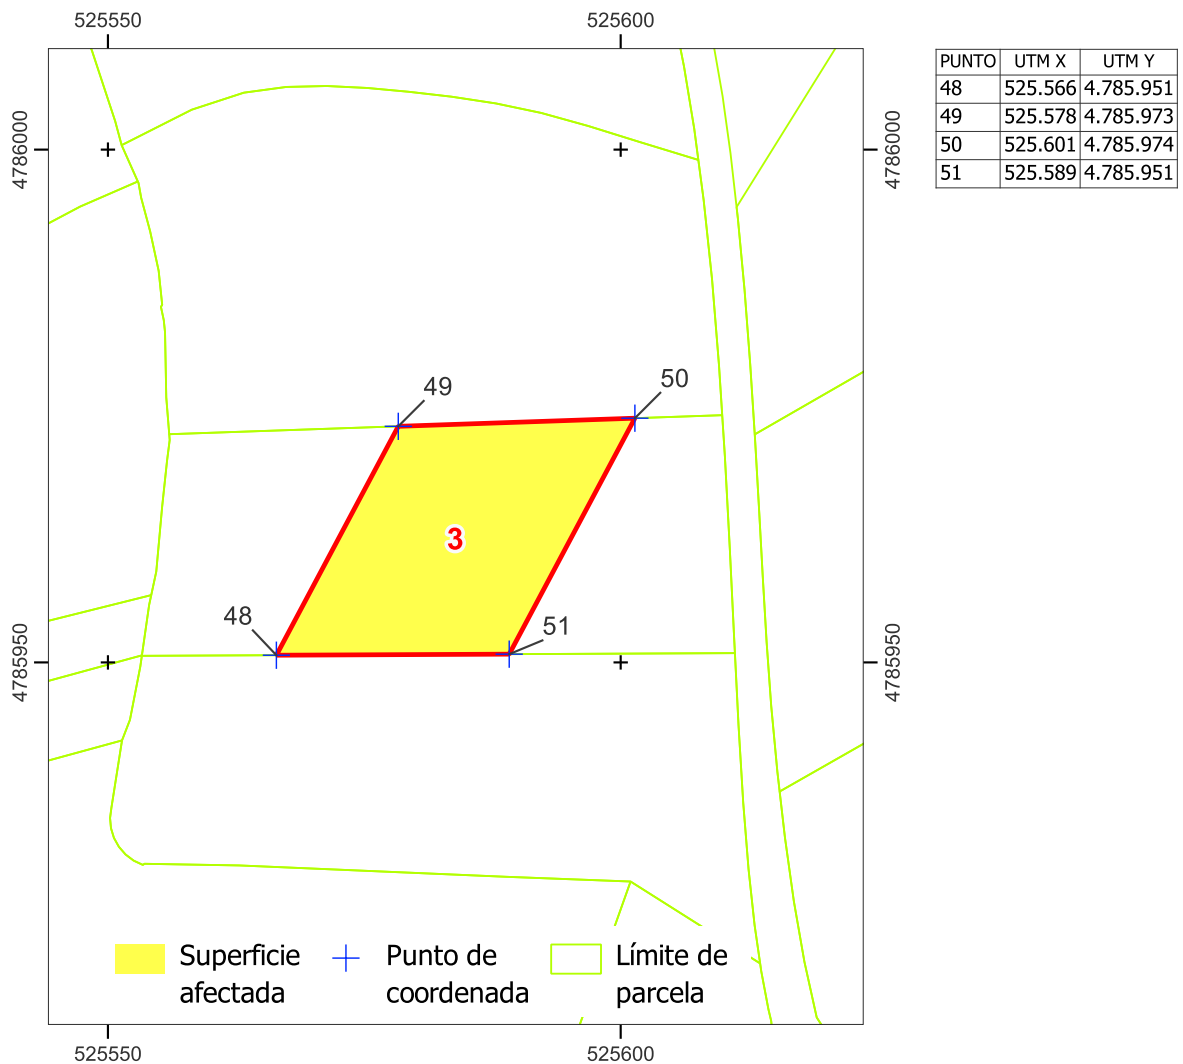 525550 525600
PUNTO UTM X UTM Y
48 525.566 4.785.951
49 525.578 4.785.973
50 525.601 4.785.974
51 525.589 4.785.951
4786000 4786000
49 50
3
48 51
4785950 4785950
Superficie afectada
Punto de coordenada
Límite de parcela
525550 525600